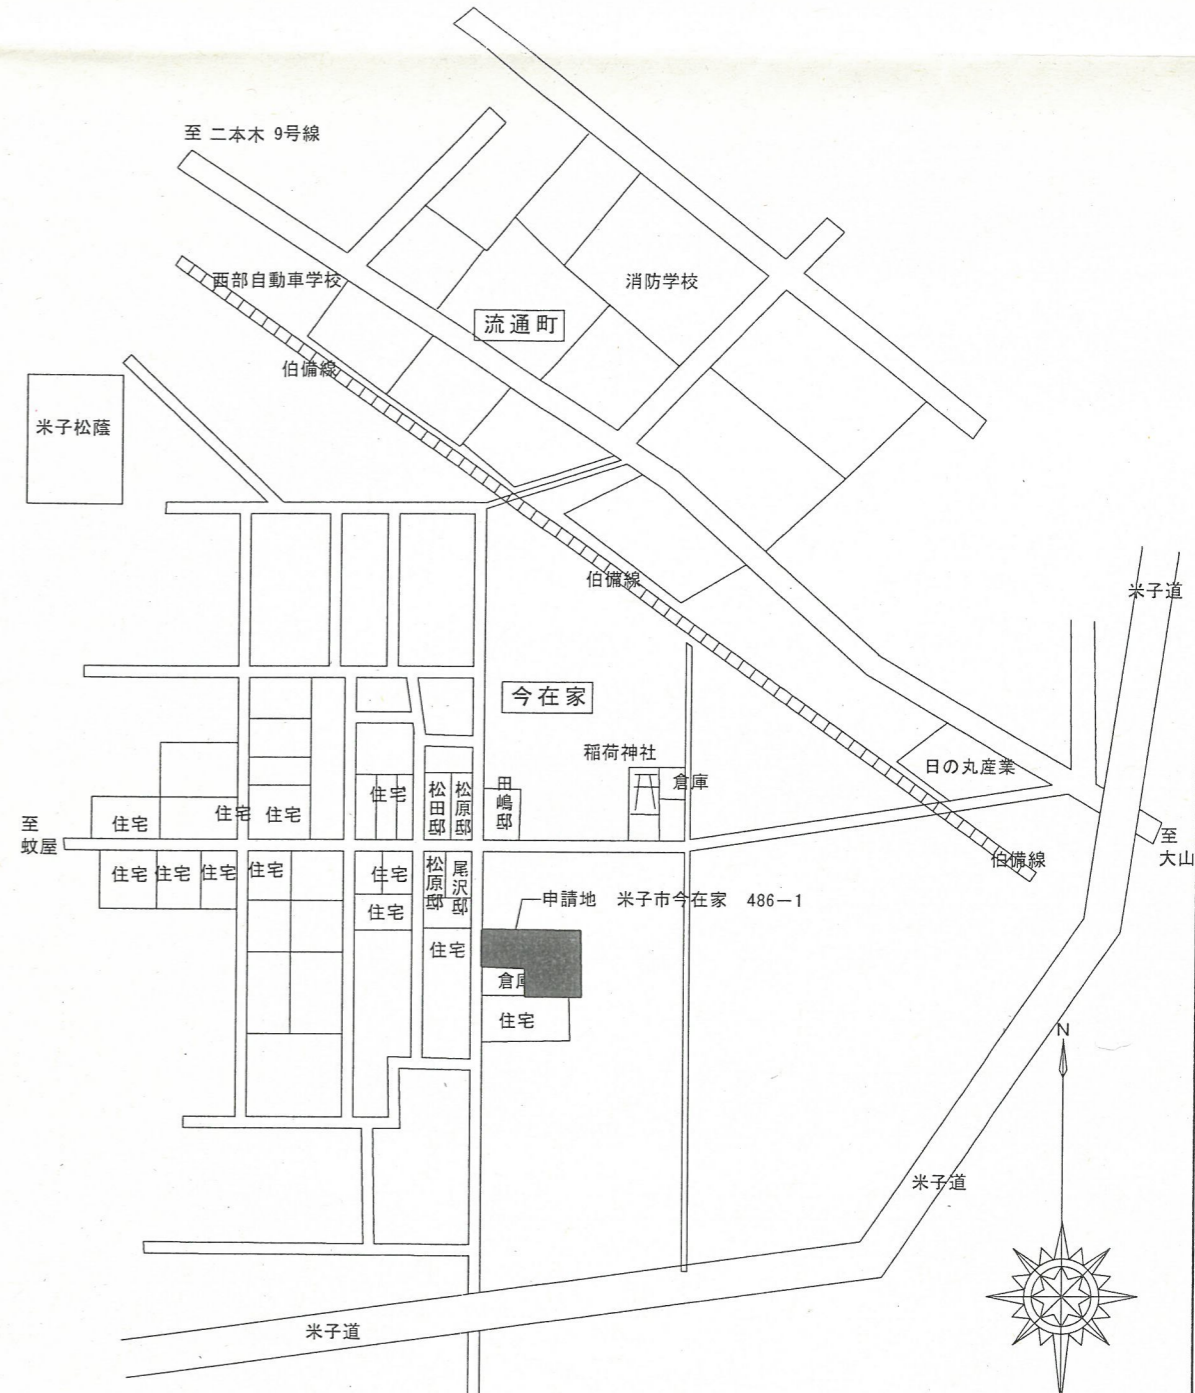 至 二本木 9号線
西部自動車学校
消防学校
流通町
伯備線
米子松蔭
伯備線
米子道
今在家
稲荷神社
倉庫
日の丸産業
住宅
住宅
住宅
住宅
松田邸
松原邸
田嶋邸
至
蚊屋
至
大山
伯備線
住宅
住宅
住宅
住宅
住宅
松原邸
尾沢邸
申請地 米子市今在家 486-1
住宅
住宅
倉庫
住宅
N
米子道
米子道